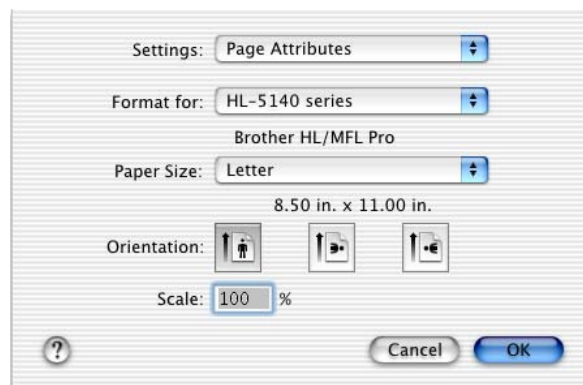 Settings: Page Attributes
Format for: HL-5140 series
Brother HL/MFL Pro
Paper Size: Letter
8.50 in. x 11.00 in.
Orientation:
Scale: 100 %
? Cancel OK